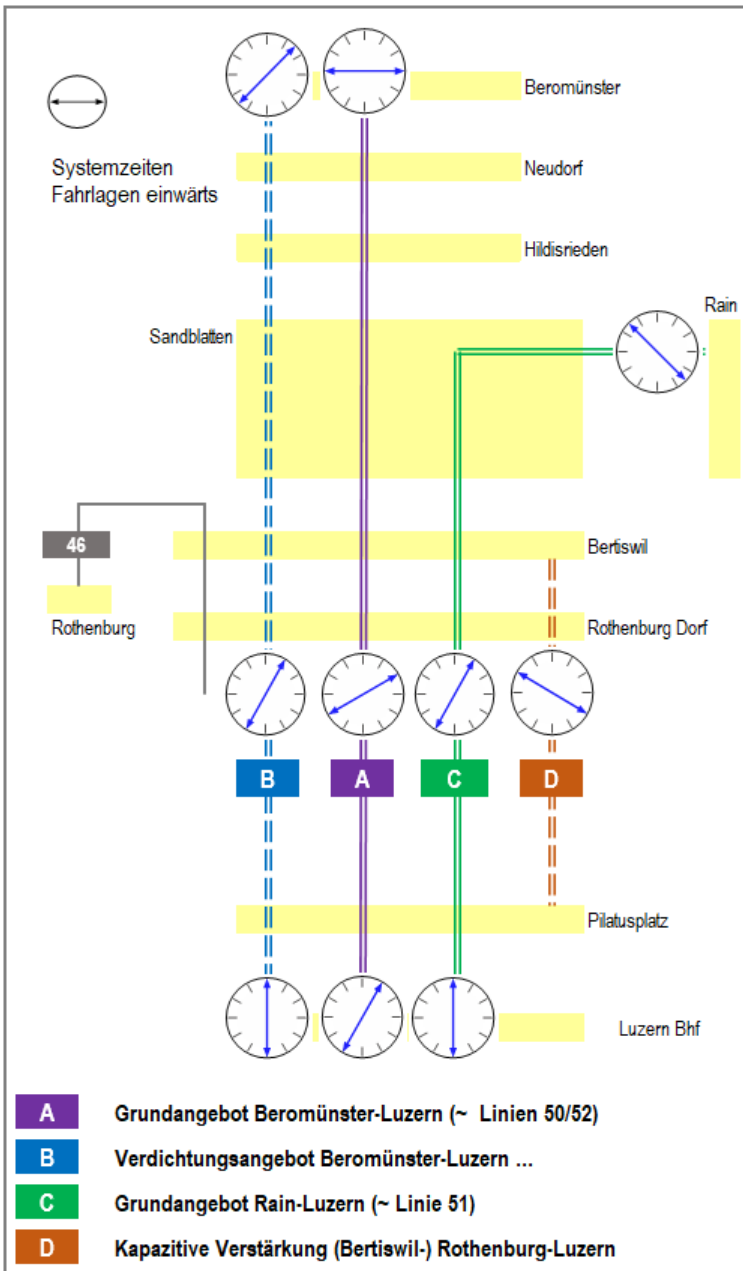 Beromünster
Systemzeiten
Fahrlagen einwärts
Neudorf
Hildisrieden
Rain
Sandblatten
46
Bertiswil
Rothenburg
Rothenburg Dorf
B
A
C
D
Pilatusplatz
Luzern Bhf
A Grundangebot Beromünster-Luzern (~ Linien 50/52)
B Verdichtungsangebot Beromünster-Luzern ...
C Grundangebot Rain-Luzern (~ Linie 51)
D Kapazitive Verstärkung (Bertiswil-) Rothenburg-Luzern